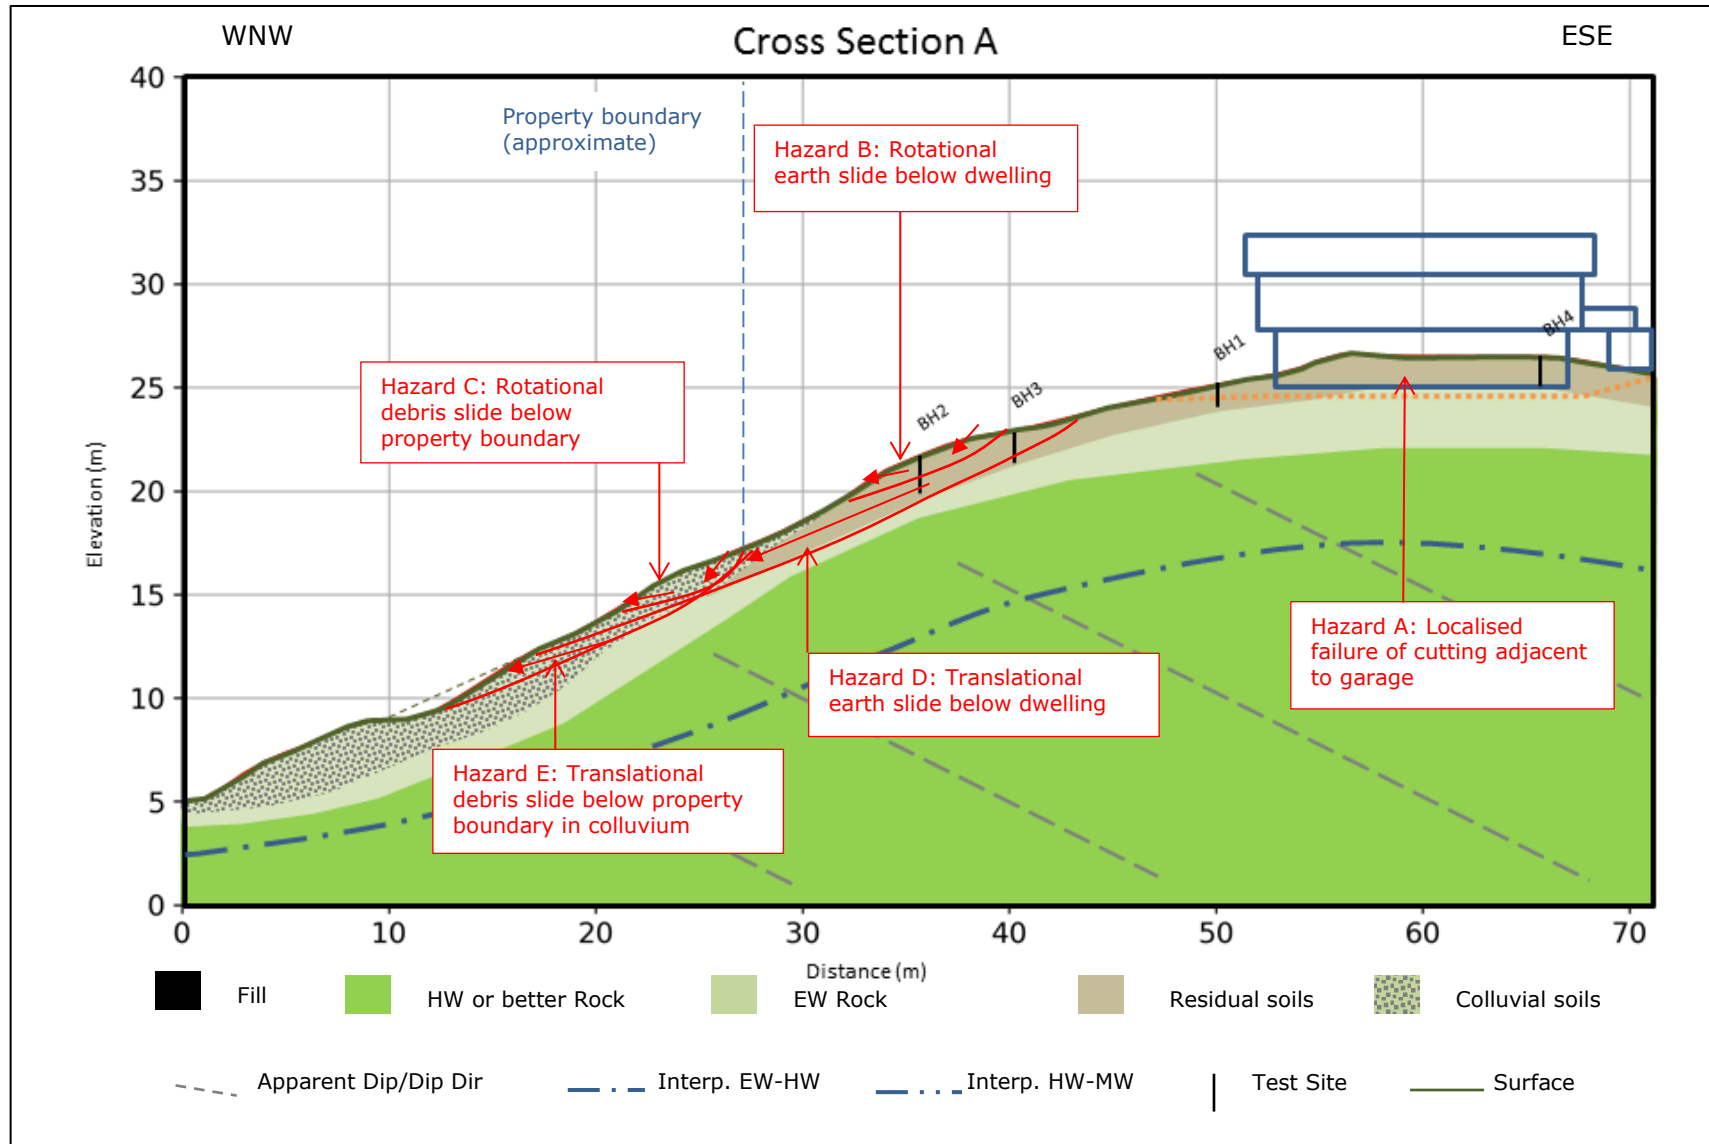 WNW
Cross Section A
ESE
40
35
30
25
20
15
10
5
0
Elevation (m)
Property boundary
(approximate)
Hazard B: Rotational
earth slide below dwelling
Hazard C: Rotational
debris slide below
property boundary
BH2
BH3
BH1
BH4
Hazard A: Localised
failure of cutting adjacent
to garage
Hazard D: Translational
earth slide below dwelling
Hazard E: Translational
debris slide below property
boundary in colluvium
0
10
20
30
40
50
60
70
Distance (m)
Fill
HW or better Rock
EW Rock
Residual soils
Colluvial soils
Apparent Dip/Dip Dir
Interp. EW-HW
Interp. HW-MW
Test Site
Surface